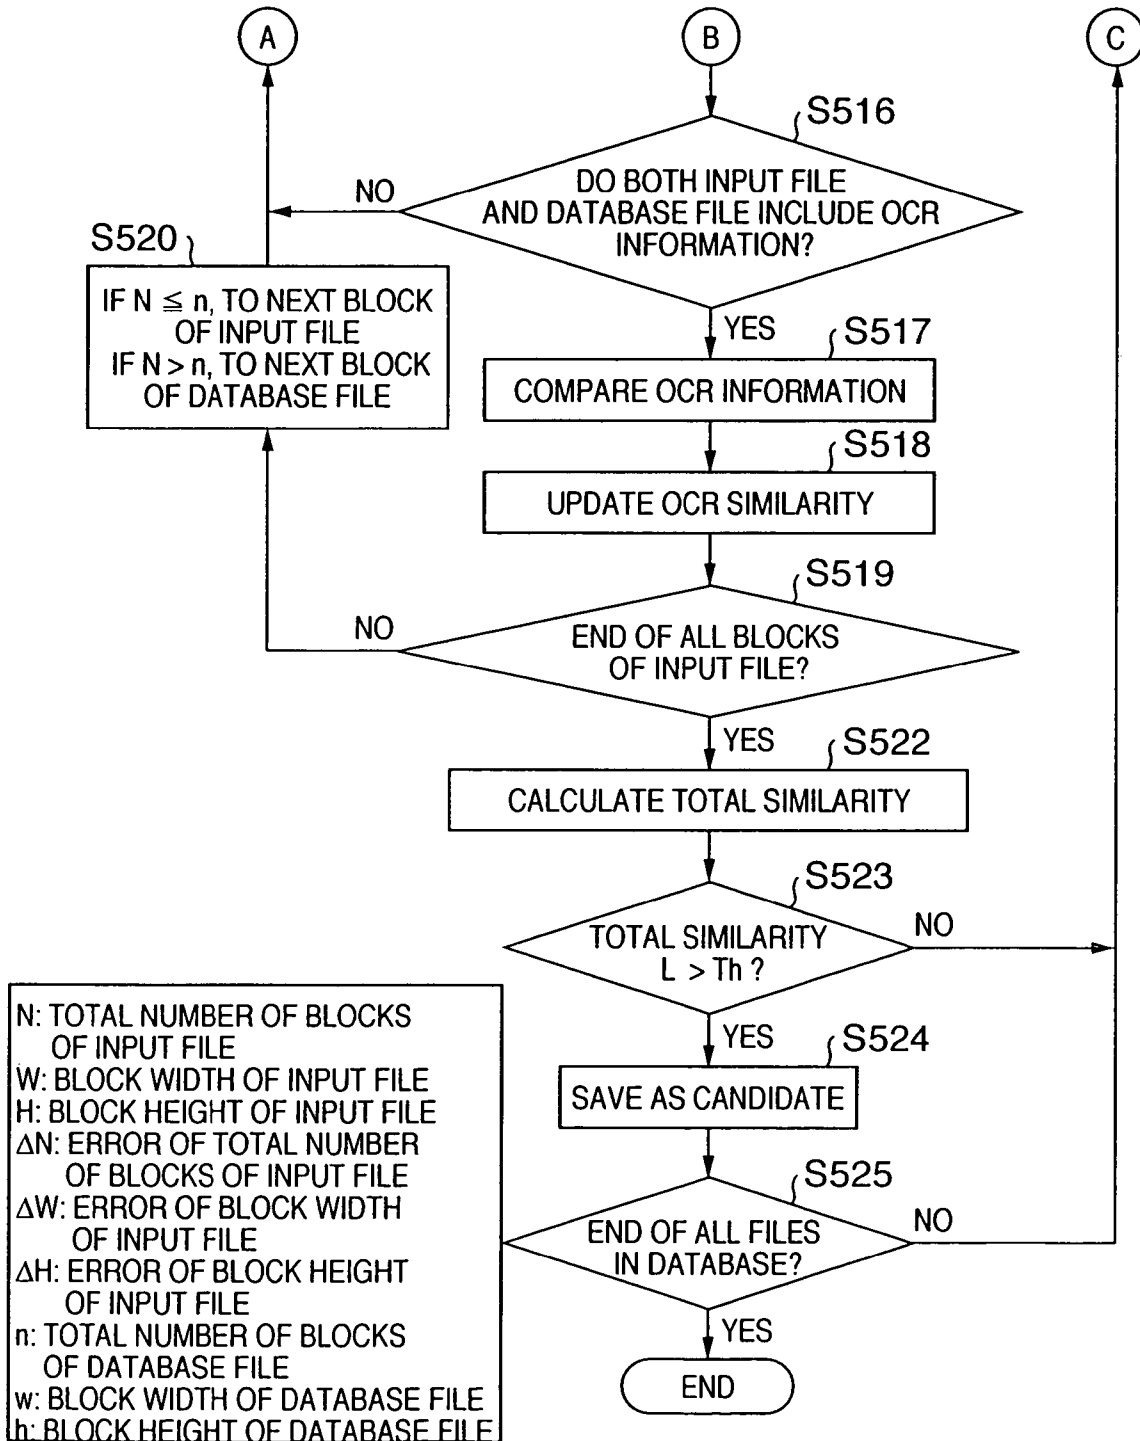 A
B
C
S516
DO BOTH INPUT FILE
AND DATABASE FILE INCLUDE OCR
INFORMATION?
NO
YES
S520
IF N ≦ n, TO NEXT BLOCK
OF INPUT FILE
IF N > n, TO NEXT BLOCK
OF DATABASE FILE
S517
COMPARE OCR INFORMATION
S518
UPDATE OCR SIMILARITY
S519
END OF ALL BLOCKS
OF INPUT FILE?
NO
YES
S522
CALCULATE TOTAL SIMILARITY
S523
TOTAL SIMILARITY
L > Th ?
NO
YES
S524
SAVE AS CANDIDATE
S525
END OF ALL FILES
IN DATABASE?
NO
YES
END
N: TOTAL NUMBER OF BLOCKS
OF INPUT FILE
W: BLOCK WIDTH OF INPUT FILE
H: BLOCK HEIGHT OF INPUT FILE
ΔN: ERROR OF TOTAL NUMBER
OF BLOCKS OF INPUT FILE
ΔW: ERROR OF BLOCK WIDTH
OF INPUT FILE
ΔH: ERROR OF BLOCK HEIGHT
OF INPUT FILE
n: TOTAL NUMBER OF BLOCKS
OF DATABASE FILE
w: BLOCK WIDTH OF DATABASE FILE
h: BLOCK HEIGHT OF DATABASE FILE